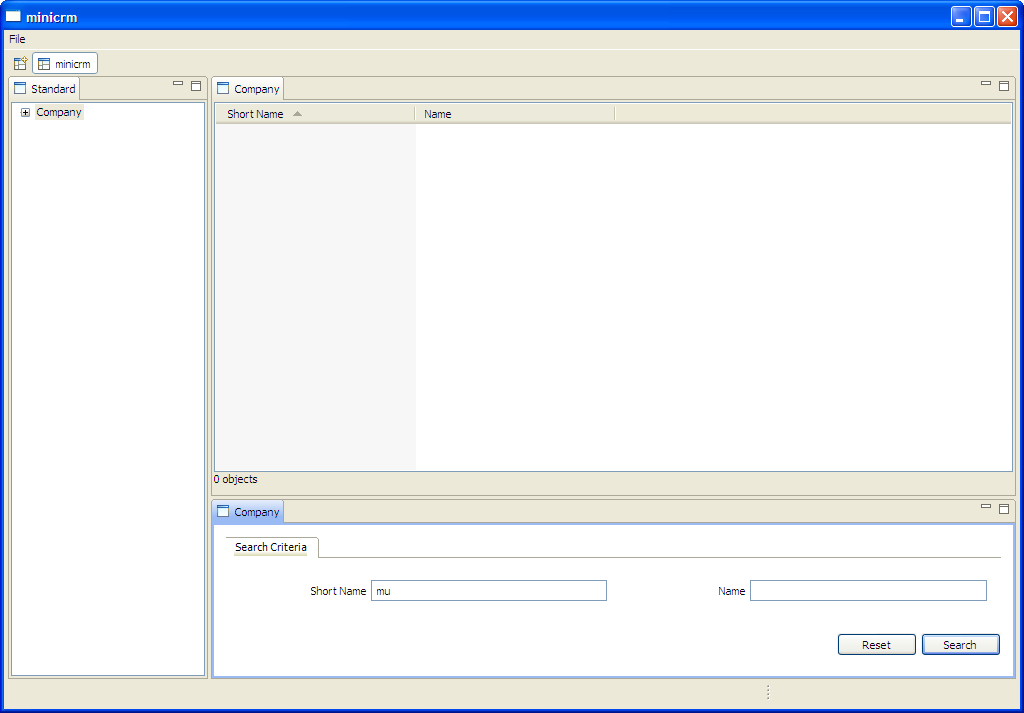 minicrm
File
minicrm
Standard
Company
Company
Short Name Name
0 objects
Company
Search Criteria
Short Name mu Name
Reset Search